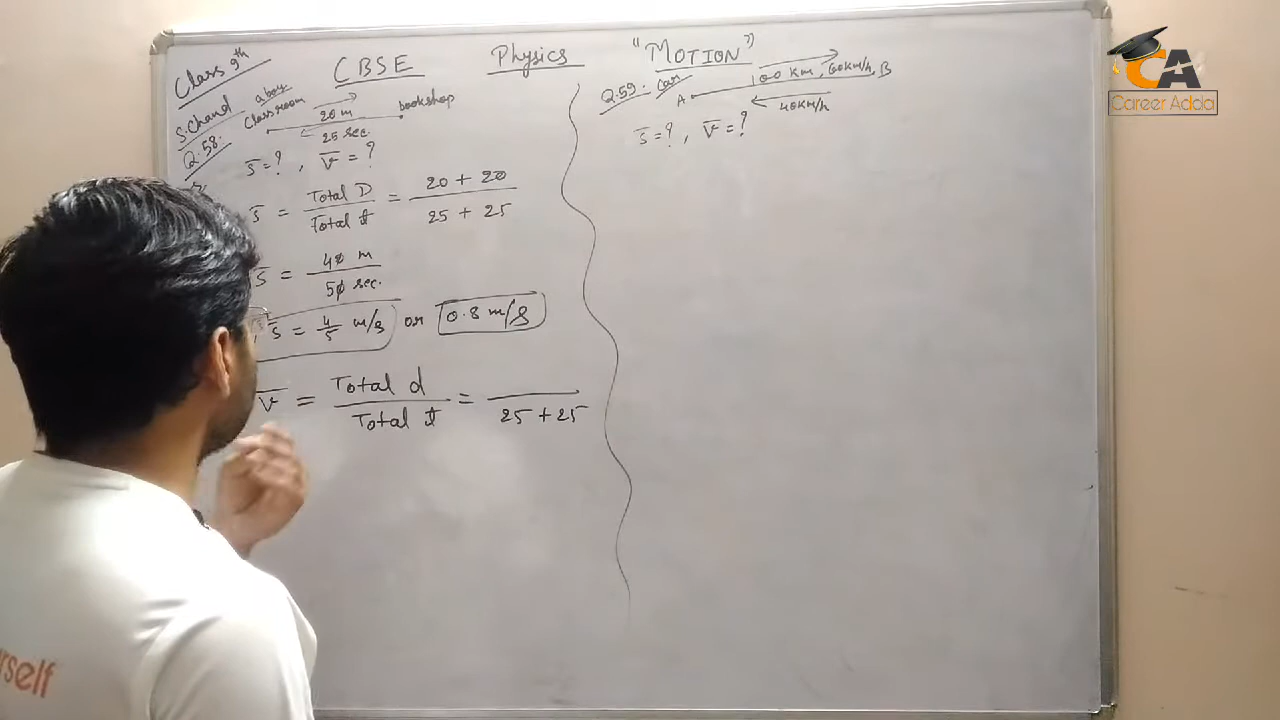 Class 9th
CBSE Physics "MOTION"
S.Chand
Q.58:
a boy
Classroom
20 m
bookshop
25 sec.
s̄ = ? , v̄ = ?
s̄ = Total D / Total t = 20 + 20 / 25 + 25
s = 40 m / 50 sec.
s̄ = 4/5 m/s or 0.8 m/s
v̄ = Total d / Total t = / 25 + 25
Q.59: Car
A 100 km, 60km/h, B
40km/h
s̄ = ? , v̄ = ?
CA
Career Adda
rself